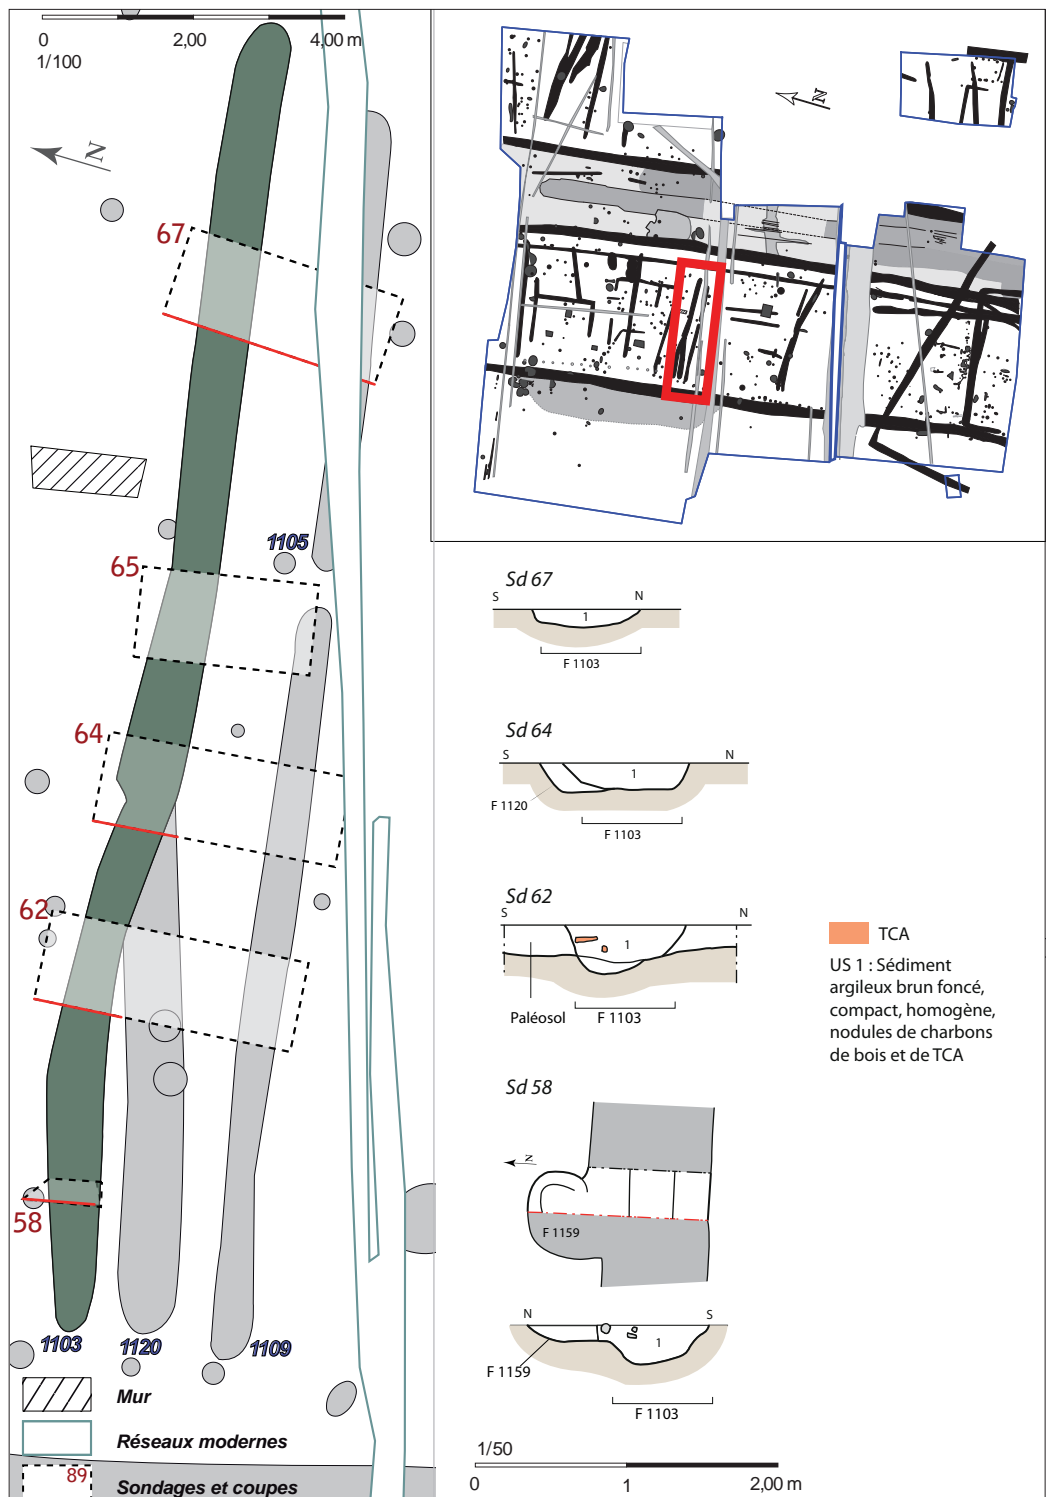 0 2,00 4,00 m
1/100
N
67
65
1105
64
62
58
1103 1120 1109
Mur
Réseaux modernes
89
Sondages et coupes
N
Sd 67
S N
1
F 1103
Sd 64
S N
1
F 1120
F 1103
Sd 62
S N
1
Paléosol F 1103
TCA
US 1 : Sédiment
argileux brun foncé,
compact, homogène,
nodules de charbons
de bois et de TCA
Sd 58
N
F 1159
N S
1
F 1159
F 1103
1/50
0 1 2,00 m